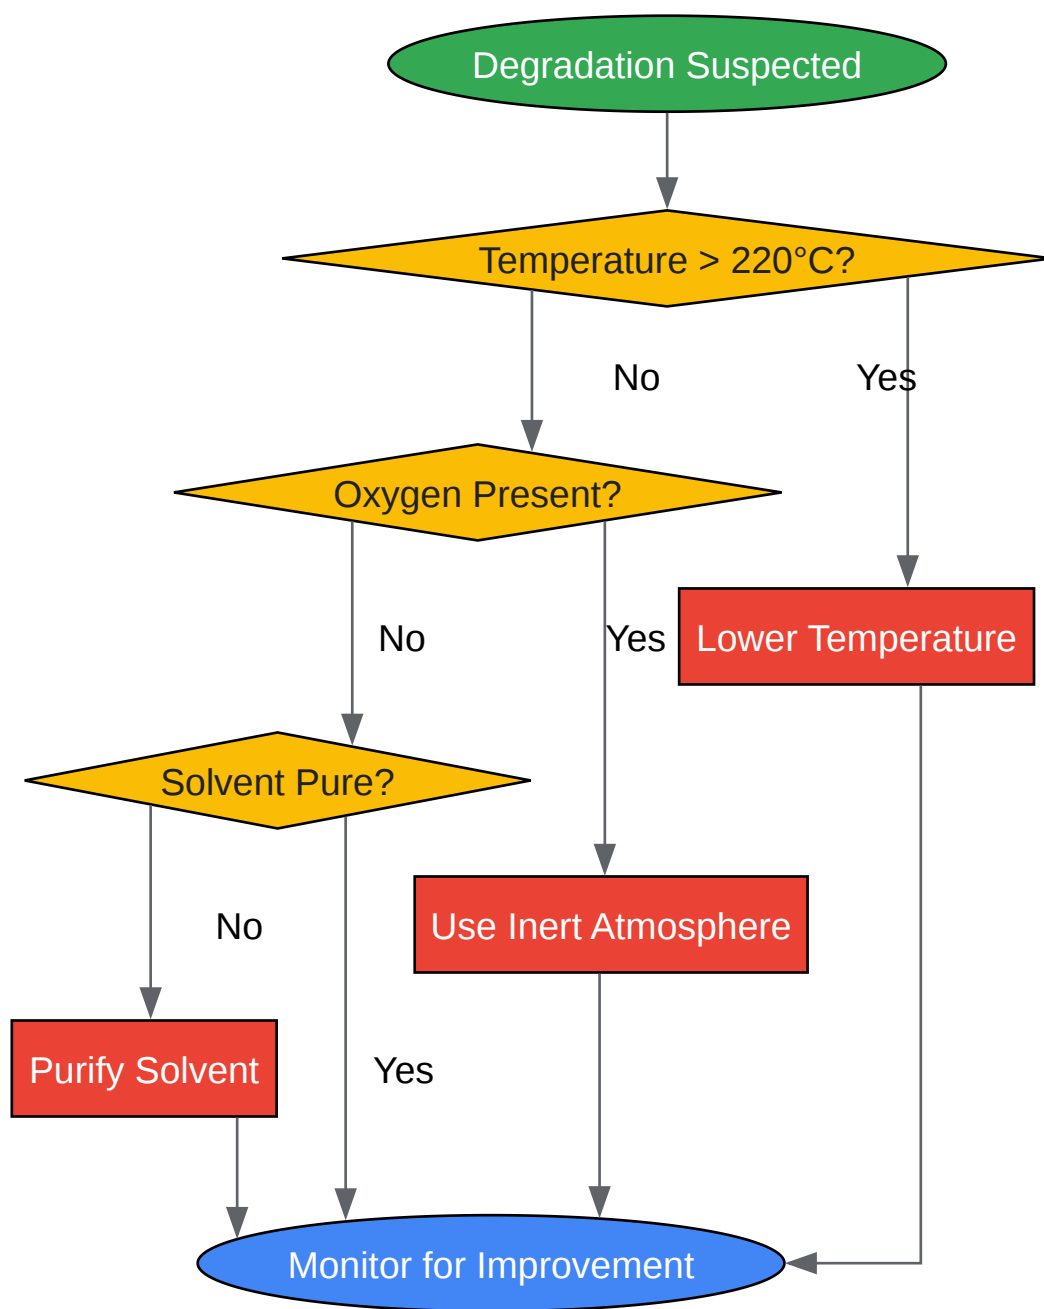 Degradation Suspected
Temperature > 220°C?
No
Yes
Oxygen Present?
No
Yes
Lower Temperature
Solvent Pure?
No
Use Inert Atmosphere
Purify Solvent
Yes
Monitor for Improvement